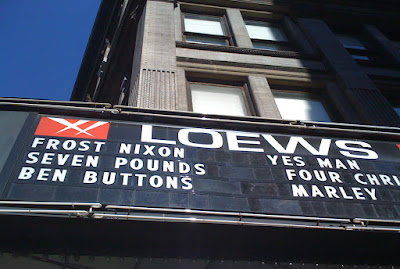 LOEWS
FROST NIXON
SEVEN POUNDS
BEN BUTTONS
YES MAN
FOUR CHRI
MARLEY